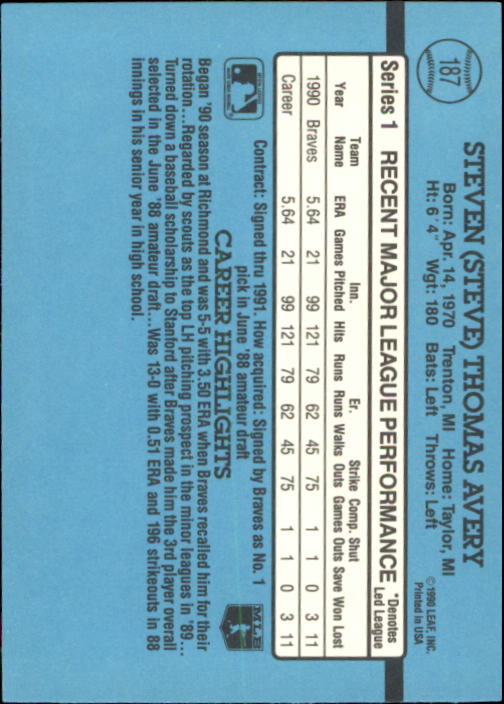 187
STEVEN (STEVE) THOMAS AVERY
Born: Apr. 14, 1970 Trenton, MI Home: Taylor, MI
Ht: 6' 4" Wgt: 180 Bats: Left Throws: Left
©1990 LEAF, INC.
Printed in USA
Series 1 RECENT MAJOR LEAGUE PERFORMANCE *Denotes Led League
Team Inn. Er. Strike Comp. Shut
Year Name ERA Games Pitched Hits Runs Runs Walks Outs Games Outs Save Won Lost
1990 Braves 5.64 21 99 121 79 62 45 75 1 1 0 3 11
Career 5.64 21 99 121 79 62 45 75 1 1 0 3 11
Contract: Signed thru 1991. How acquired: Signed by Braves as No. 1
pick in June '88 amateur draft
CAREER HIGHLIGHTS
MLB
Began '90 season at Richmond and was 5-5 with 3.50 ERA when Braves recalled him for their
rotation...Regarded by scouts as the top LH pitching prospect in the minor leagues in '89...
Turned down a baseball scholarship to Stanford after Braves made him the 3rd player overall
selected in the June '88 amateur draft...Was 13-0 with 0.51 ERA and 196 strikeouts in 88
innings in his senior year in high school.